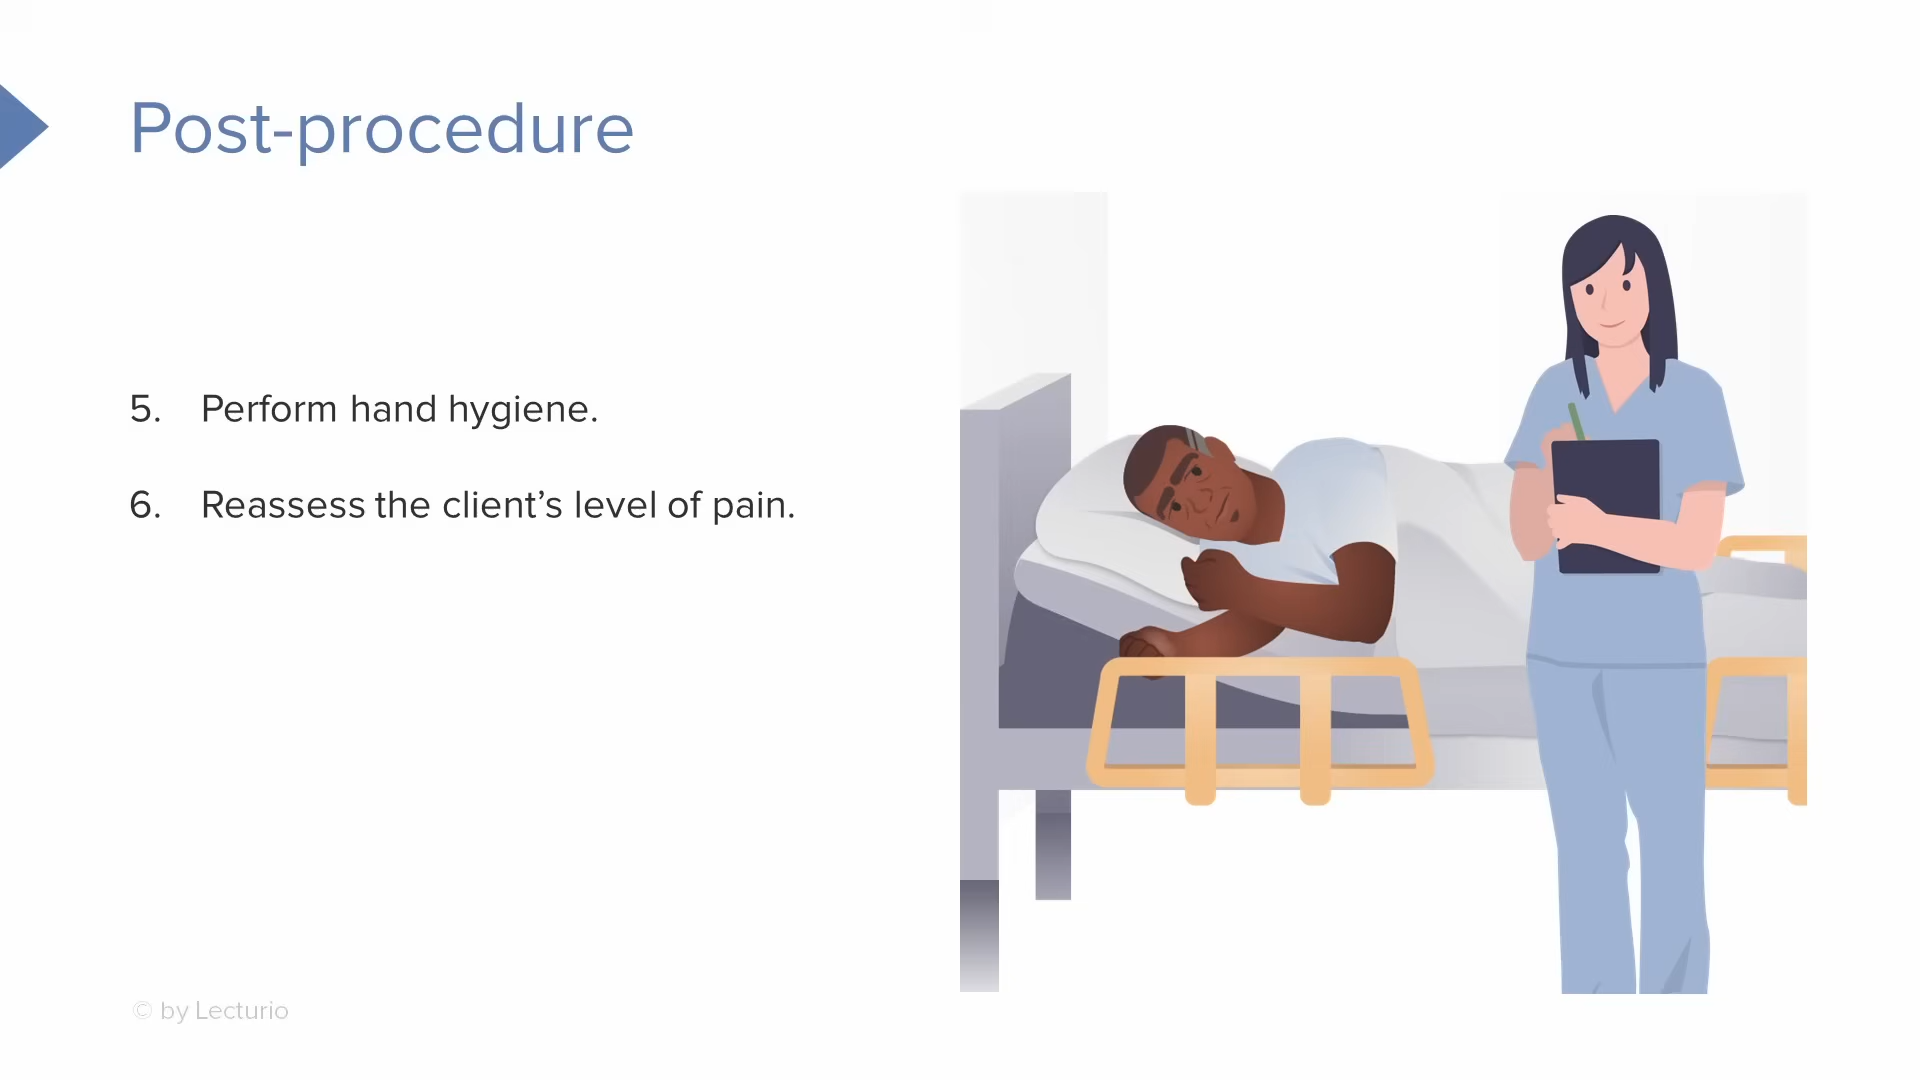 Post-procedure
5. Perform hand hygiene.
6. Reassess the client’s level of pain.
© by Lecturio